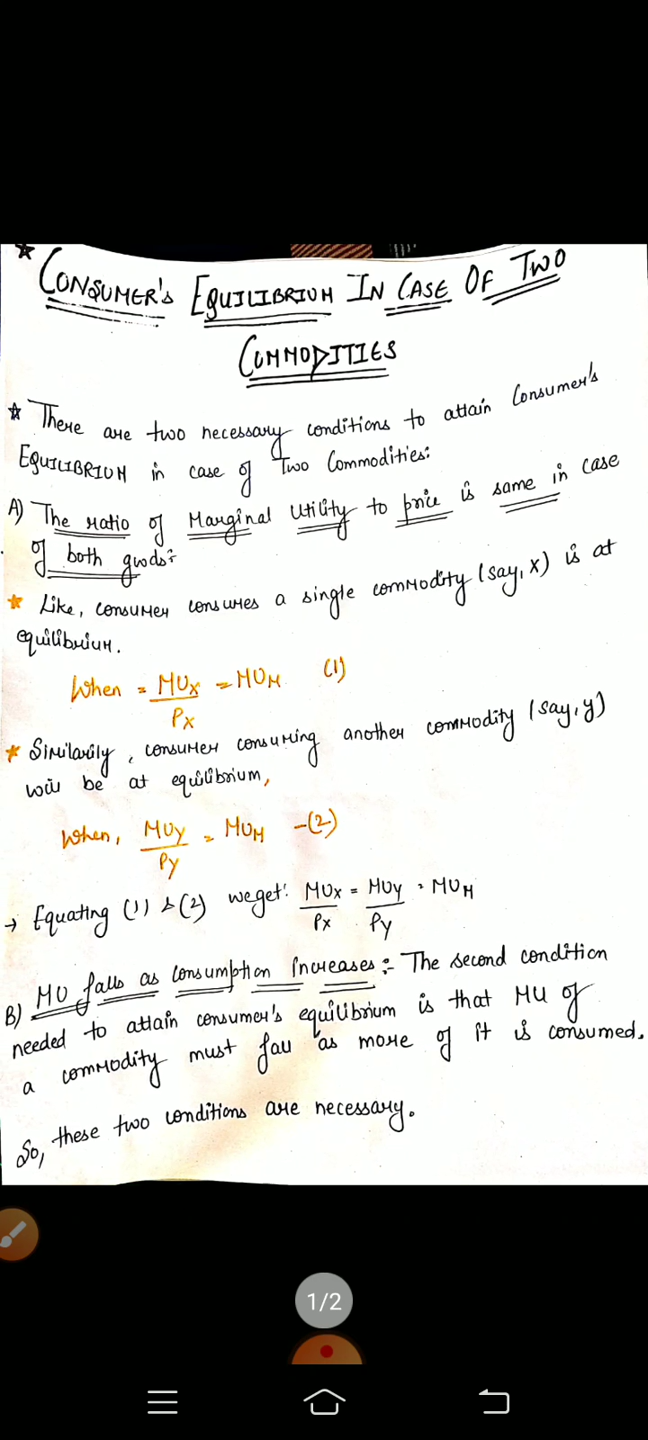 * CONSUMER'S EQUILIBRIUM IN CASE OF TWO
COMMODITIES
☆ There are two necessary conditions to attain Consumer's
EQUILIBRIUM in case of Two Commodities:
A) The ratio of Marginal Utility to price is same in case
of both goods:-
★ Like, consumer consumes a single commodity (say, x) is at
equilibrium.
When = MUx/Px = MUM (1)
★ Similarily, consumer consuming another commodity (say, y)
will be at equilibrium,
When, MUy/Py = MUM -(2)
→ Equating (1) & (2) we get: MUx/Px = MUy/Py = MUM
B) MU falls as consumption increases :- The second condition
needed to attain consumer's equilibrium is that MU of
a commodity must fall as more of it is consumed.
So, these two conditions are necessary.
1/2